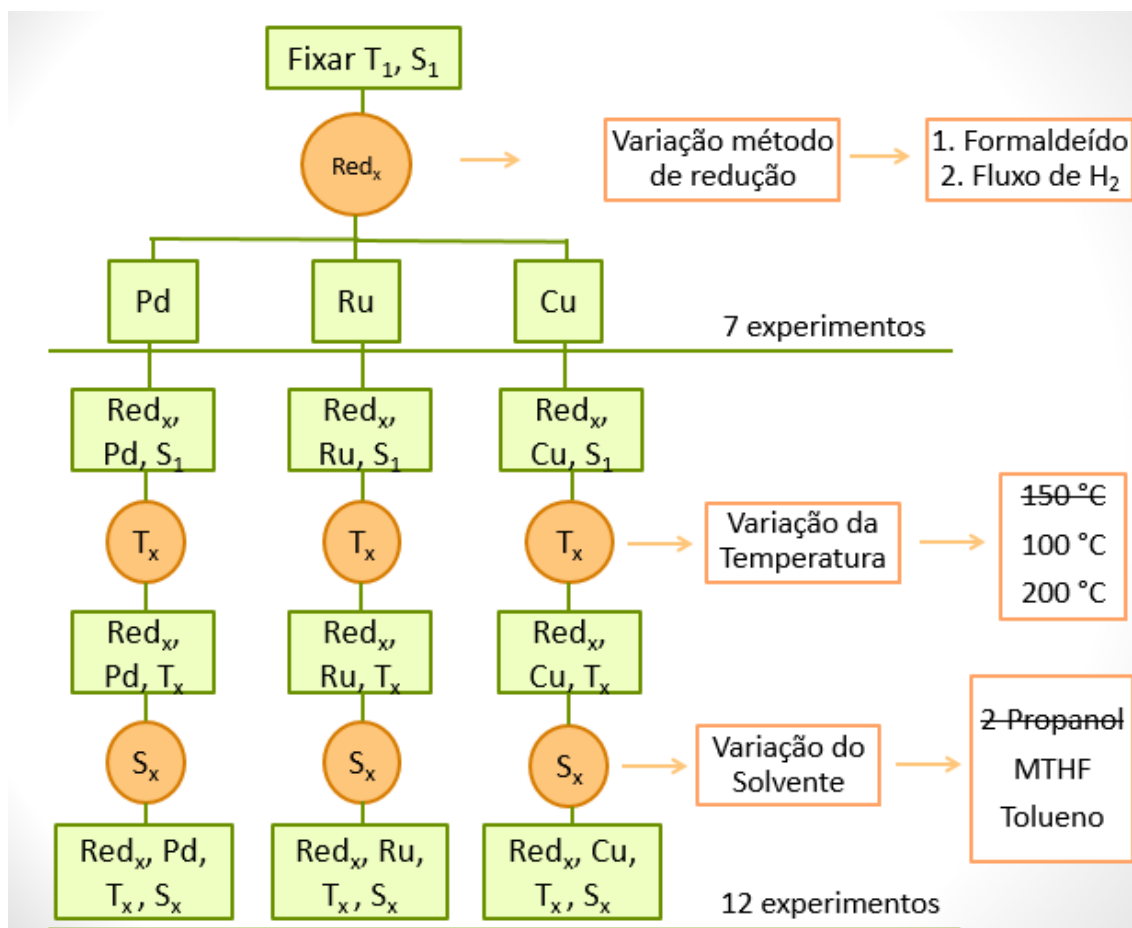 Fixar T₁, S₁
Redₓ
Variação método
de redução
1. Formaldeído
2. Fluxo de H₂
Pd
Ru
Cu
7 experimentos
Redₓ,
Pd, S₁
Redₓ,
Ru, S₁
Redₓ,
Cu, S₁
Tₓ
Tₓ
Tₓ
Variação da
Temperatura
150 °C
100 °C
200 °C
Redₓ,
Pd, Tₓ
Redₓ,
Ru, Tₓ
Redₓ,
Cu, Tₓ
Sₓ
Sₓ
Sₓ
Variação do
Solvente
2 Propanol
MTHF
Tolueno
Redₓ, Pd,
Tₓ, Sₓ
Redₓ, Ru,
Tₓ, Sₓ
Redₓ, Cu,
Tₓ, Sₓ
12 experimentos